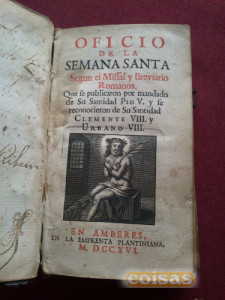 OFICIO
DE LA
SEMANA SANTA
Segun el Missal y Breviario
Romanos,
Que se publicaron por mandado
de Su Santidad PIO V. y se
reconocieron de Su Santidad
CLEMENTE VIII. y
URBANO VIII.
EN AMBERES,
EN LA EMPRENTA PLANTINIANA.
M. DCCXVI.
coisas